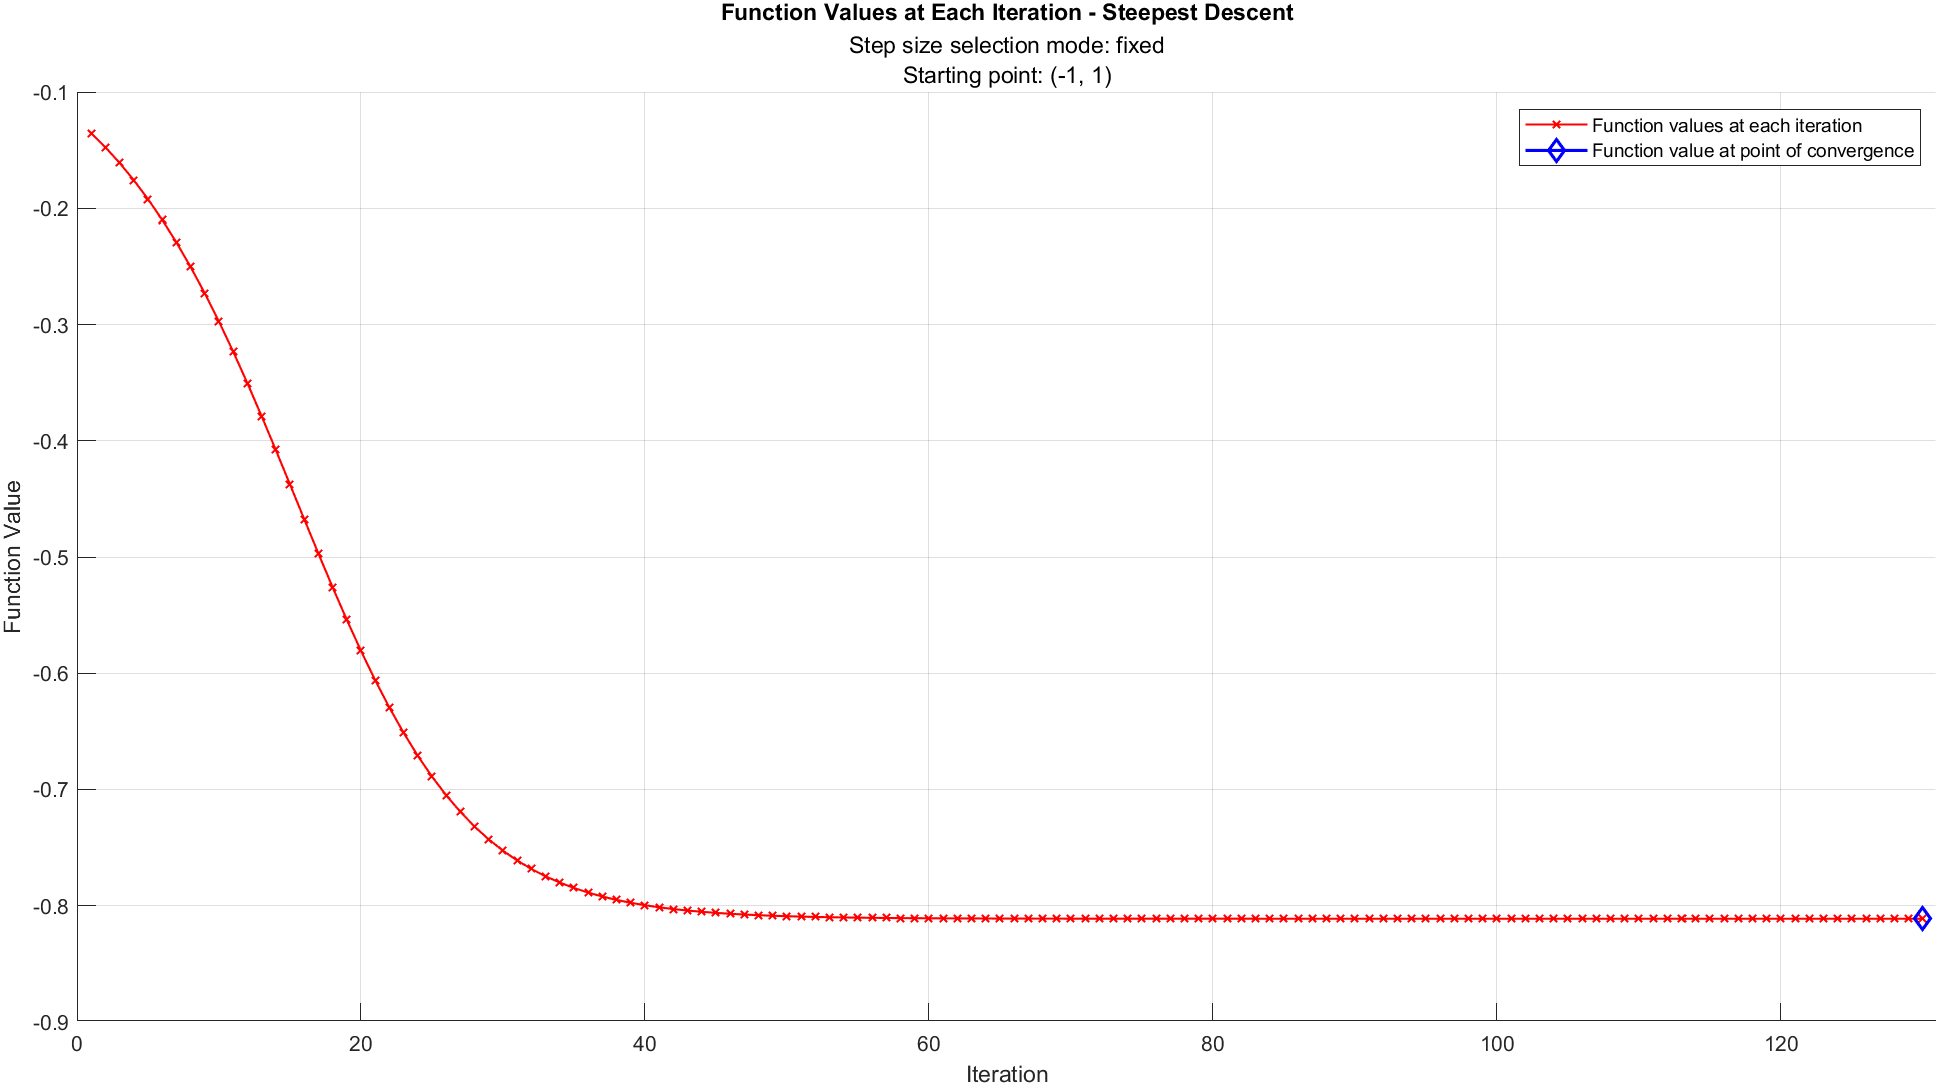 Function Values at Each Iteration - Steepest Descent
Step size selection mode: fixed
Starting point: (-1, 1)
Function values at each iteration
Function value at point of convergence
-0.1
-0.2
-0.3
-0.4
-0.5
-0.6
-0.7
-0.8
-0.9
Function Value
0 20 40 60 80 100 120
Iteration